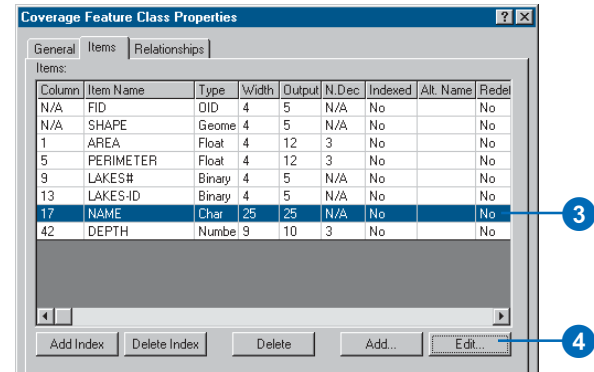 Coverage Feature Class Properties ? X
General Items Relationships
Items:
Column Item Name Type Width Output N.Dec Indexed Alt. Name Redel
N/A FID OID 4 5 N/A No No
N/A SHAPE Geome 4 5 N/A No No
1 AREA Float 4 12 3 No No
5 PERIMETER Float 4 12 3 No No
9 LAKES# Binary 4 5 N/A No No
13 LAKES-ID Binary 4 5 N/A No No
17 NAME Char 25 25 N/A No No 3
42 DEPTH Numbe 9 10 3 No No
Add Index Delete Index Delete Add... Edit... 4